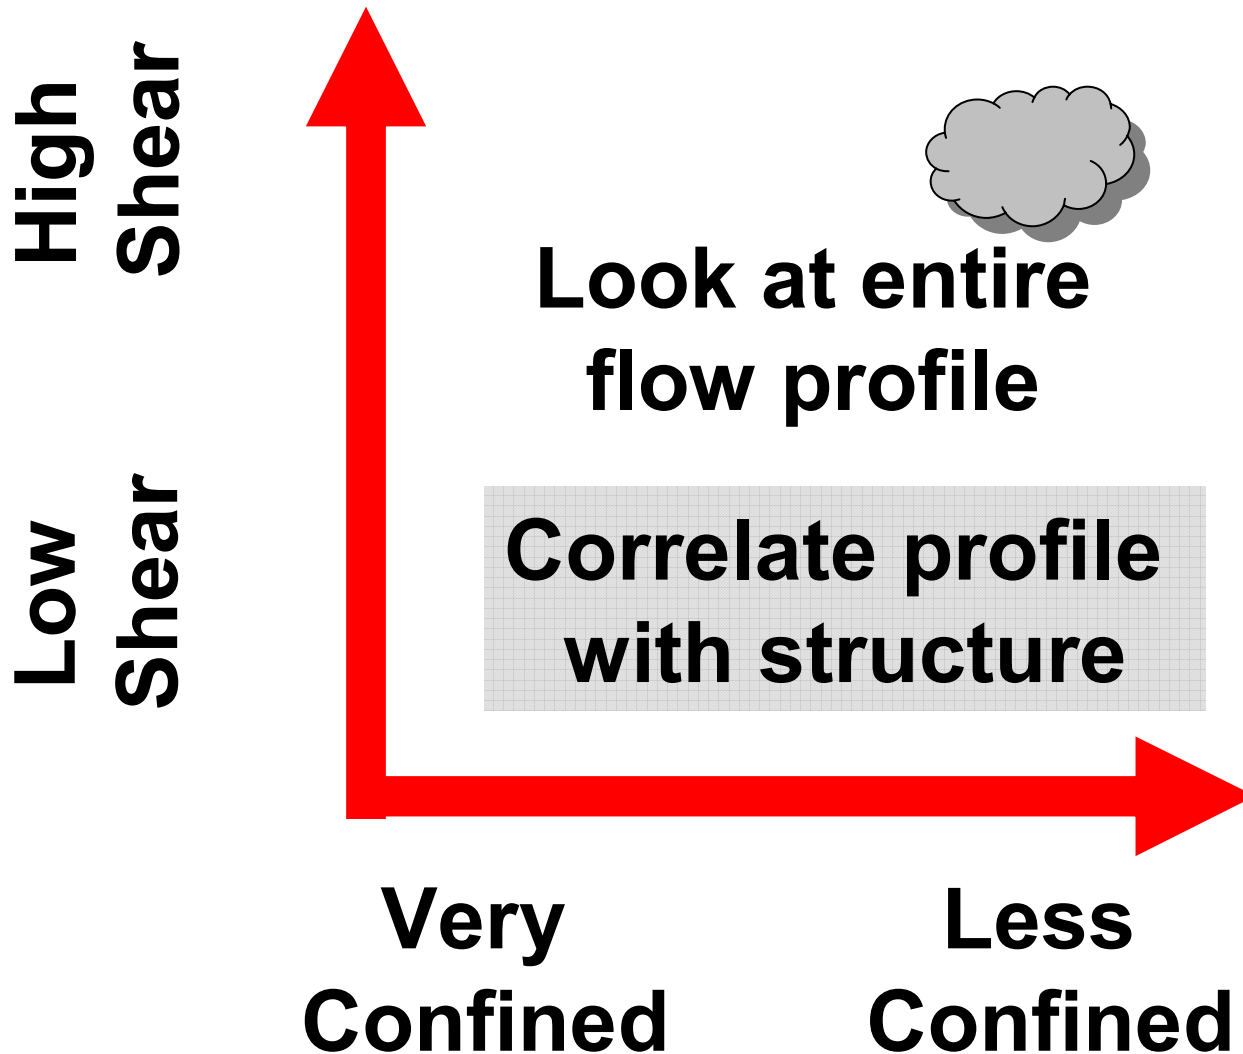 High
Shear
Low
Shear
Look at entire
flow profile
Correlate profile
with structure
Very
Confined
Less
Confined